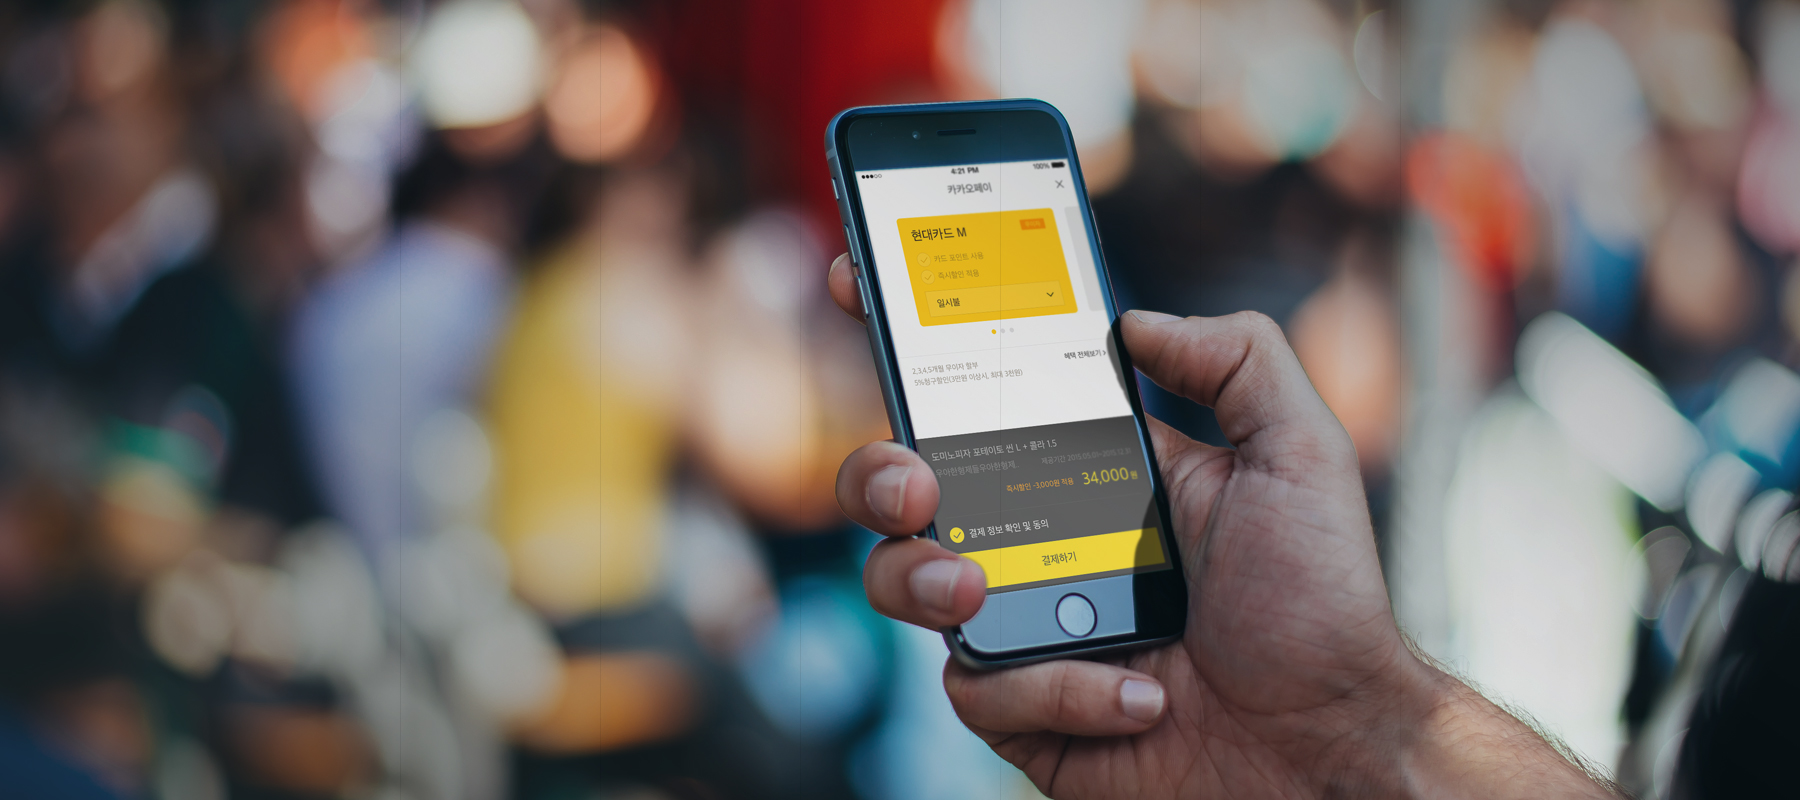 4:21 PM
100%
카카오페이
현대카드 M
카드 포인트 사용
즉시할인 적용
일시불
혜택 전체보기 >
2,3,4,5개월 무이자 할부
5%청구할인(3만원 이상시, 최대 3천원)
도미노피자 포테이토 씬 L + 콜라 1.5
우아한형제들우아한형제..
제공기간
즉시할인 -3,000원 적용 34,000원
결제 정보 확인 및 동의
결제하기